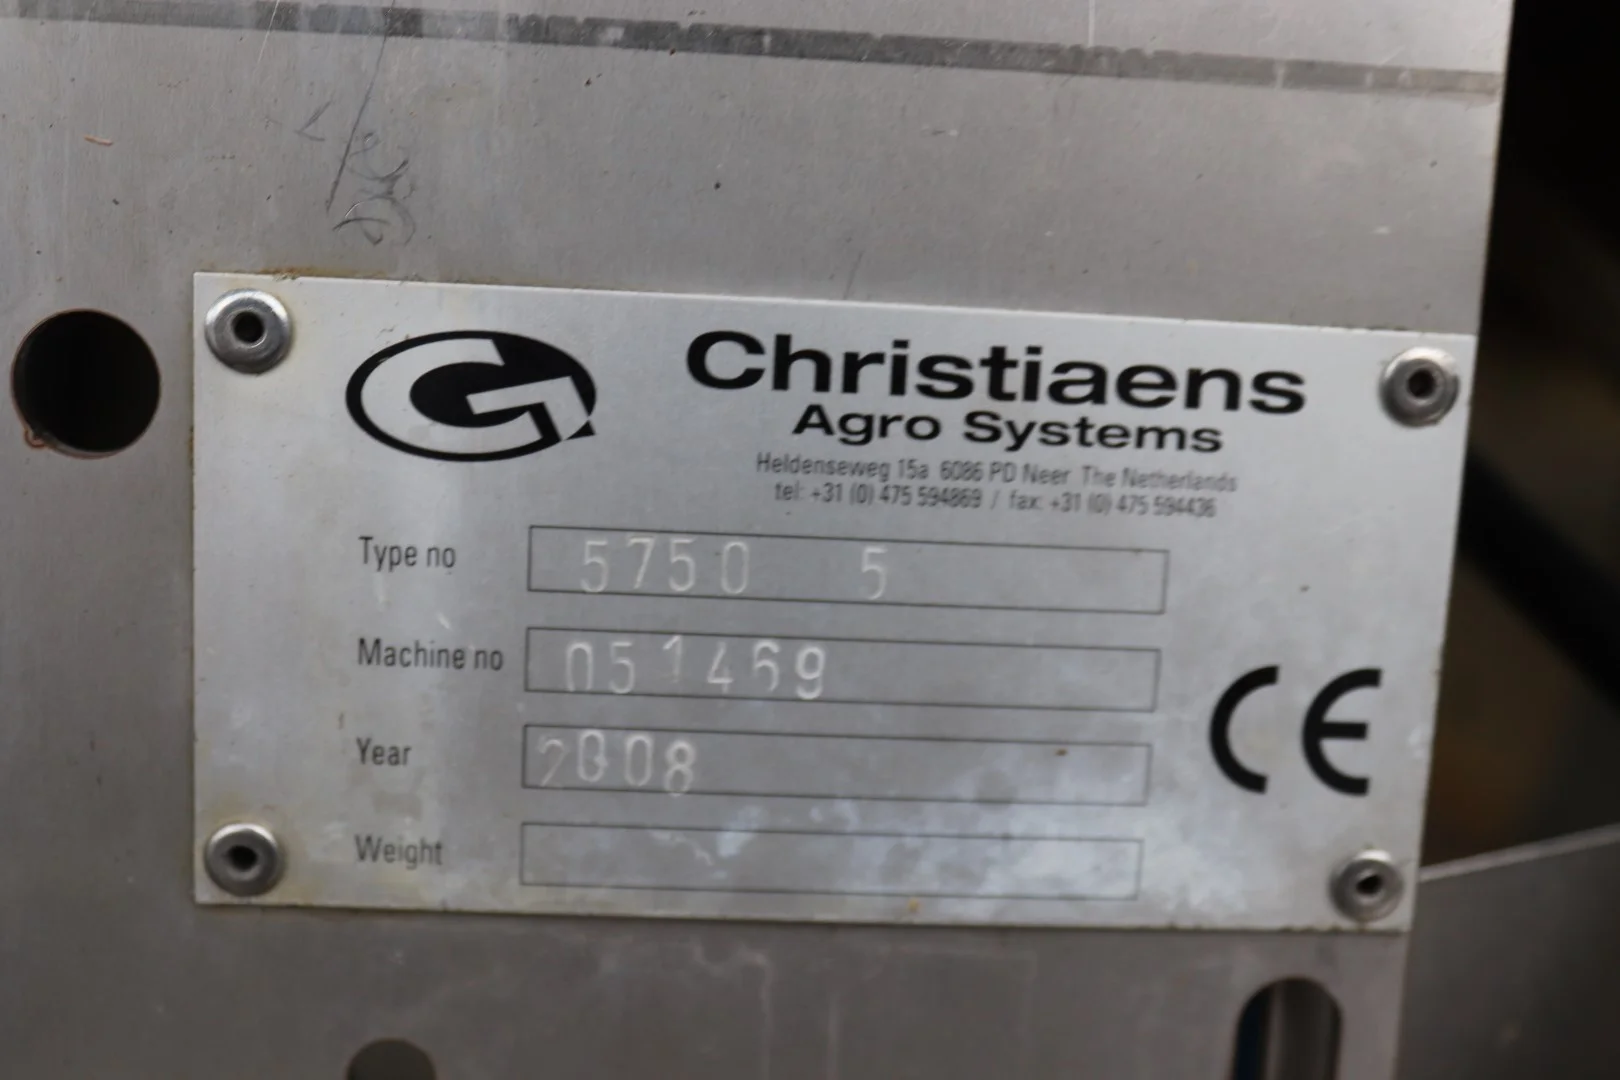 Christiaens
Agro Systems
Heldenseweg 15a 6086 PD Neer The Netherlands
tel: +31 (0) 475 594869 / fax: +31 (0) 475 594436
Type no 5750 5
Machine no 051469
Year 2008
Weight
CE